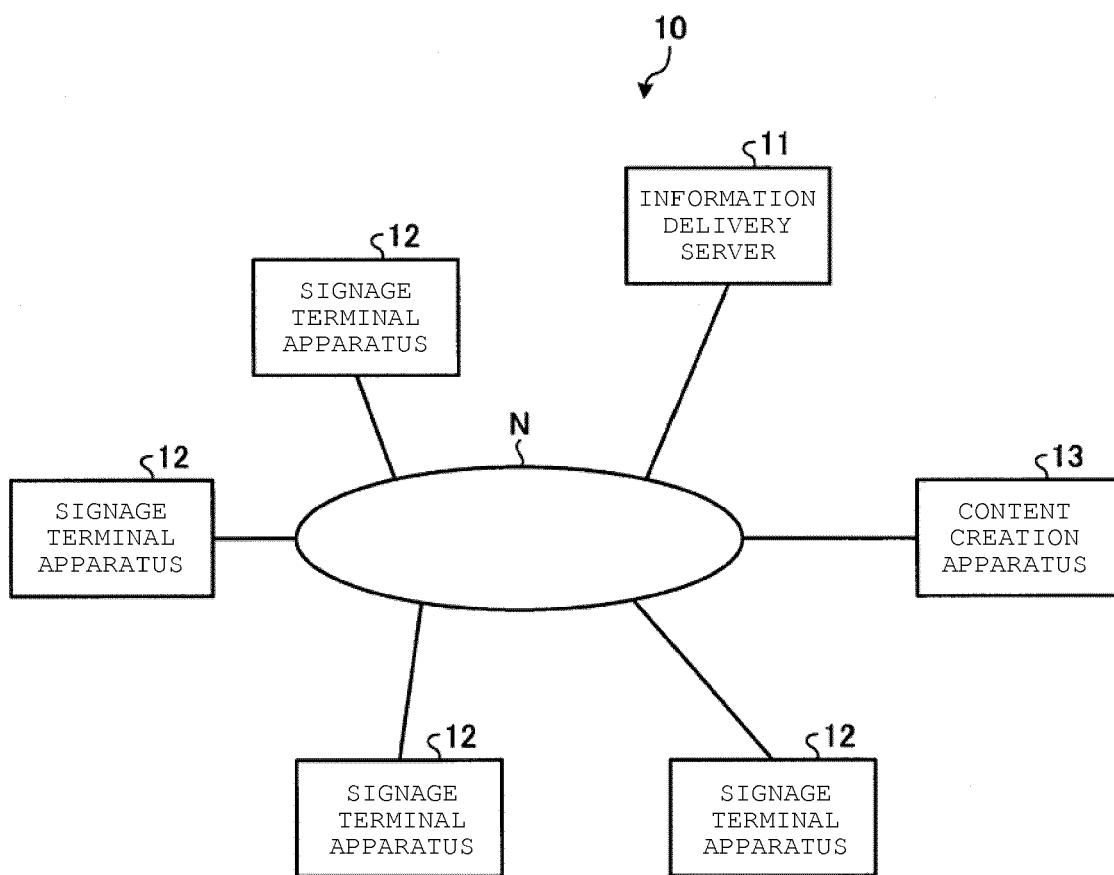 10
11
INFORMATION
DELIVERY
SERVER
12
SIGNAGE
TERMINAL
APPARATUS
N
12
SIGNAGE
TERMINAL
APPARATUS
13
CONTENT
CREATION
APPARATUS
12
SIGNAGE
TERMINAL
APPARATUS
12
SIGNAGE
TERMINAL
APPARATUS